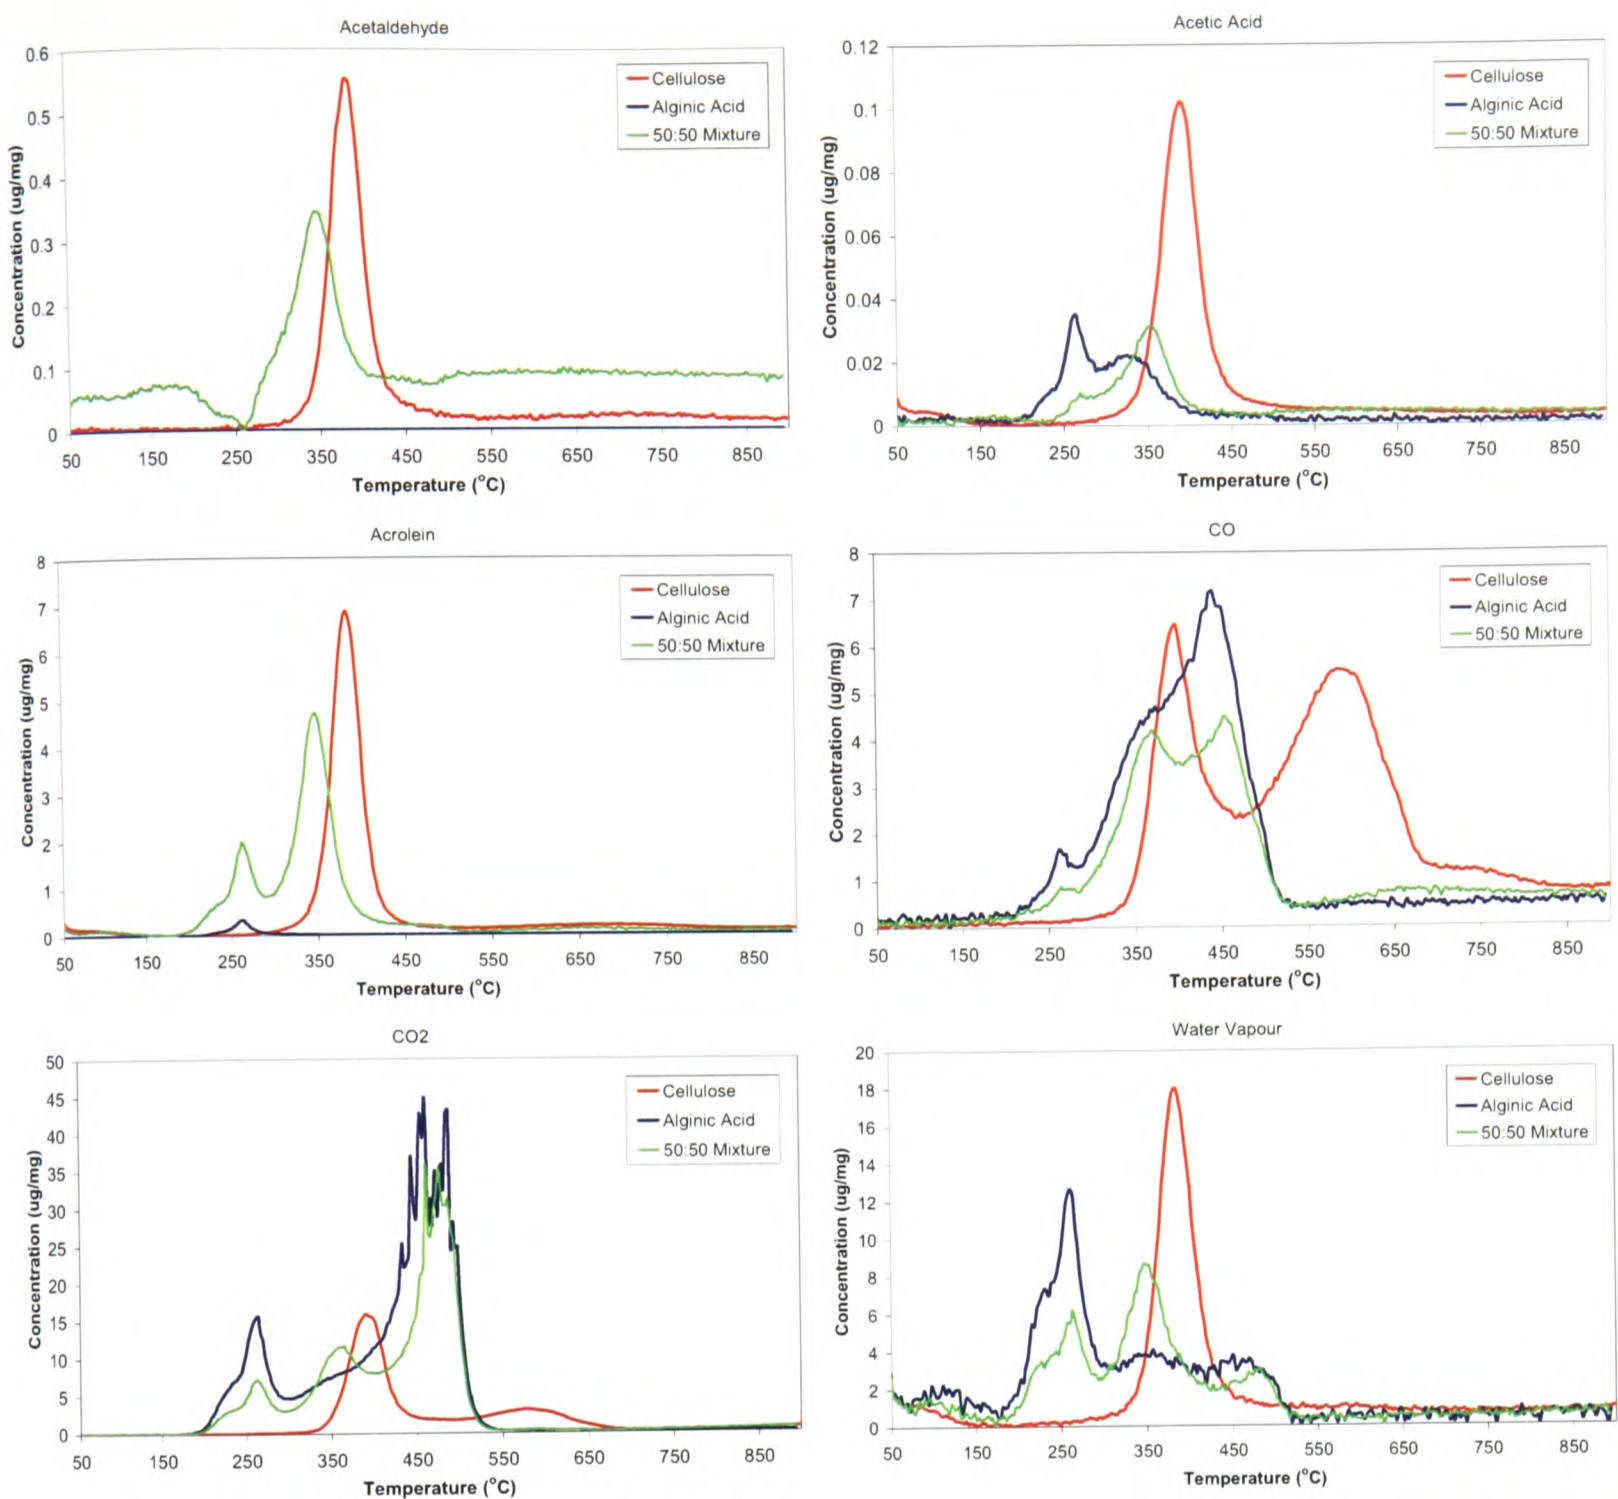 Acetaldehyde
0.6
0.5
0.4
0.3
0.2
0.1
0
50 150 250 350 450 550 650 750 850
Concentration (ug/mg)
Temperature (°C)
Cellulose
Alginic Acid
50:50 Mixture
Acetic Acid
0.12
0.1
0.08
0.06
0.04
0.02
0
50 150 250 350 450 550 650 750 850
Concentration (ug/mg)
Temperature (°C)
Cellulose
Alginic Acid
50:50 Mixture
Acrolein
8
7
6
5
4
3
2
1
0
50 150 250 350 450 550 650 750 850
Concentration (ug/mg)
Temperature (°C)
Cellulose
Alginic Acid
50:50 Mixture
CO
8
7
6
5
4
3
2
1
0
50 150 250 350 450 550 650 750 850
Concentration (ug/mg)
Temperature (°C)
Cellulose
Alginic Acid
50:50 Mixture
CO2
50
45
40
35
30
25
20
15
10
5
0
50 150 250 350 450 550 650 750 850
Concentration (ug/mg)
Temperature (°C)
Cellulose
Alginic Acid
50:50 Mixture
Water Vapour
20
18
16
14
12
10
8
6
4
2
0
50 150 250 350 450 550 650 750 850
Concentration (ug/mg)
Temperature (°C)
Cellulose
Alginic Acid
50:50 Mixture